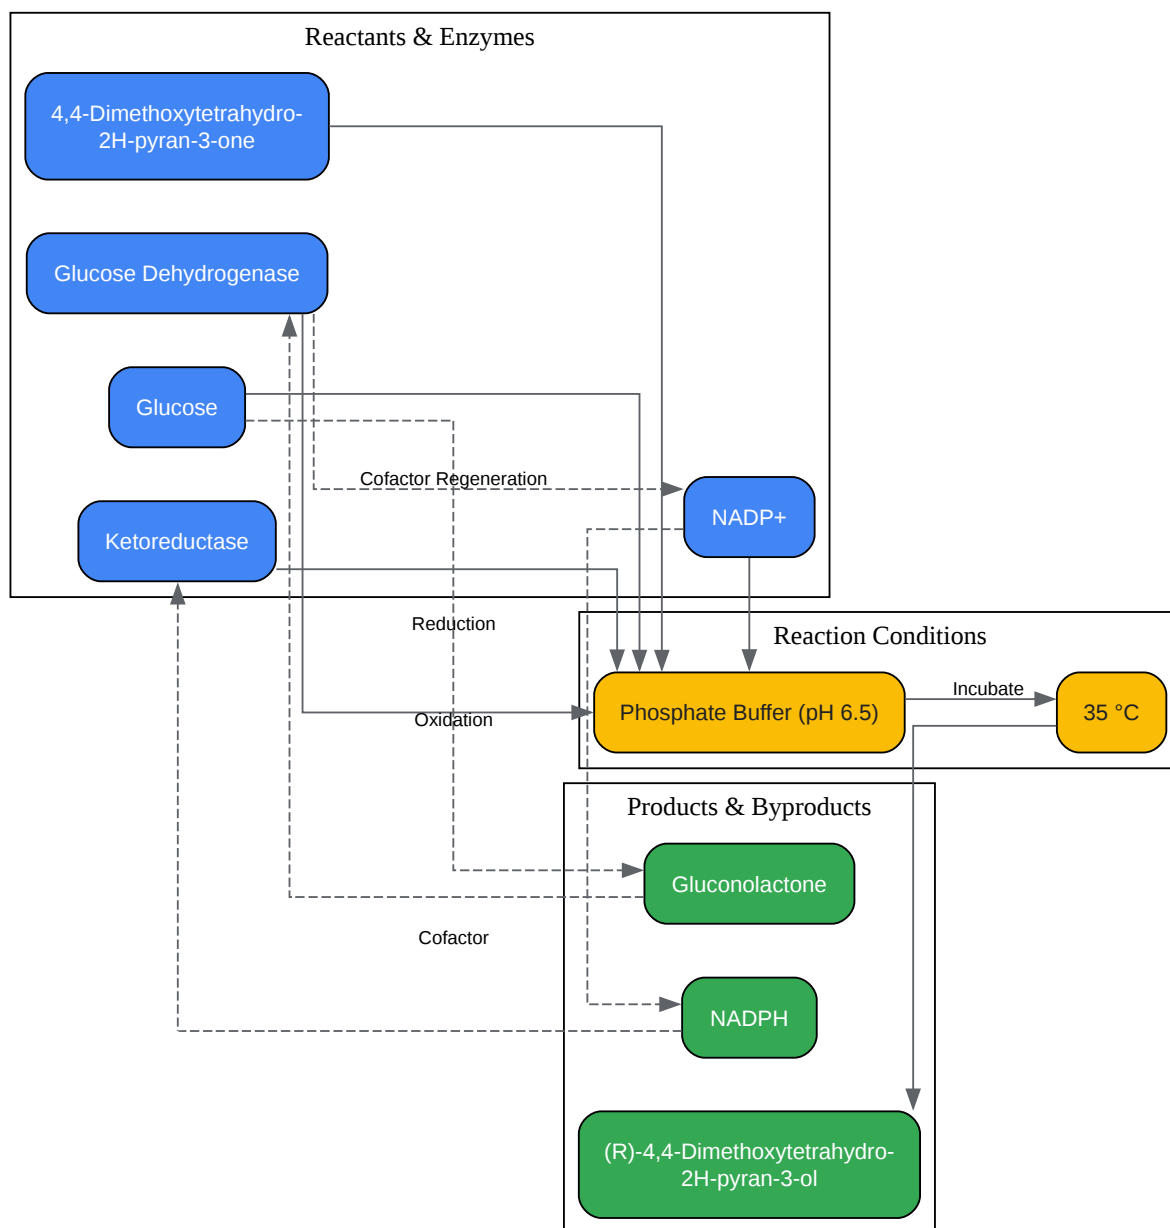 Reactants & Enzymes
4,4-Dimethoxytetrahydro-
2H-pyran-3-one
Glucose Dehydrogenase
Glucose
Cofactor Regeneration
NADP+
Ketoreductase
Reduction
Reaction Conditions
Oxidation
Phosphate Buffer (pH 6.5)
Incubate
35 °C
Products & Byproducts
Gluconolactone
Cofactor
NADPH
(R)-4,4-Dimethoxytetrahydro-
2H-pyran-3-ol